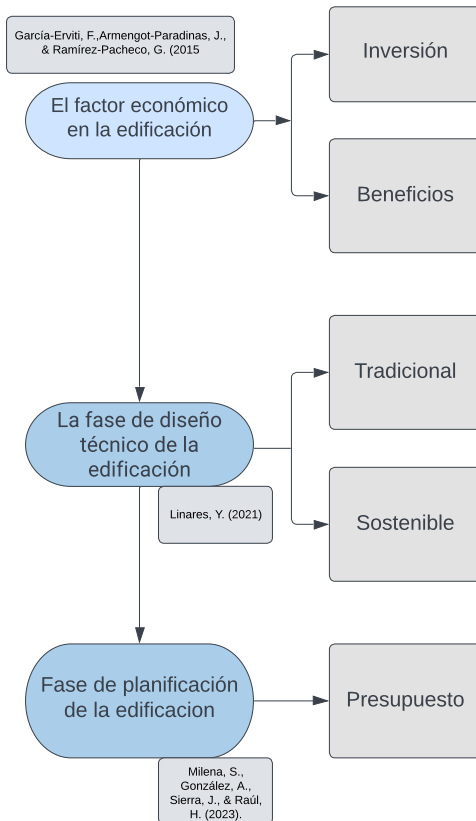 García-Erviti, F.,Armengot-Paradinas, J.,
& Ramírez-Pacheco, G. (2015
El factor económico
en la edificación
Inversión
Beneficios
La fase de diseño
técnico de la
edificación
Linares, Y. (2021)
Tradicional
Sostenible
Fase de planificación
de la edificacion
Presupuesto
Milena, S.,
González, A.,
Sierra, J., & Raúl,
H. (2023).